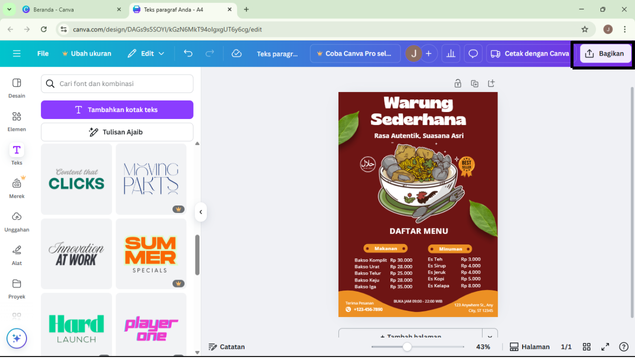 Beranda - Canva
Teks paragraf Anda - A4
canva.com/design/DAGs9s5SOYI/kGzN6MkT94olgxgUT6y6cg/edit
File
Ubah ukuran
Edit
Teks paragr...
Coba Canva Pro sel...
J
Cetak dengan Canva
Bagikan
Desain
Elemen
Teks
Merek
Unggahan
Alat
Proyek
Cari font dan kombinasi
Tambahkan kotak teks
Tulisan Ajaib
Content that
CLICKS
MOVING
PARTS
Innovation
AT WORK
SUM
MER
SPECIALS
Hard
LAUNCH
player
one
Warung
Sederhana
Rasa Autentik, Suasana Asri
BEST
SELLER
DAFTAR MENU
Makanan
Minuman
Bakso Komplit Rp 30.000
Bakso Urat Rp 28.000
Bakso Telur Rp 25.000
Bakso Keju Rp 28.000
Bakso Iga Rp 35.000
Es Teh Rp 3.000
Es Sirup Rp 4.000
Es Jeruk Rp 4.000
Es Kopi Rp 5.000
Es Kelapa Rp 8.000
Terima Pesanan
+123-456-7890
BUKA JAM 09:00 - 22:00 WIB
123 Anywhere St., Any
City, ST 12345
+ Tambah halaman
Catatan
43%
Halaman
1/1